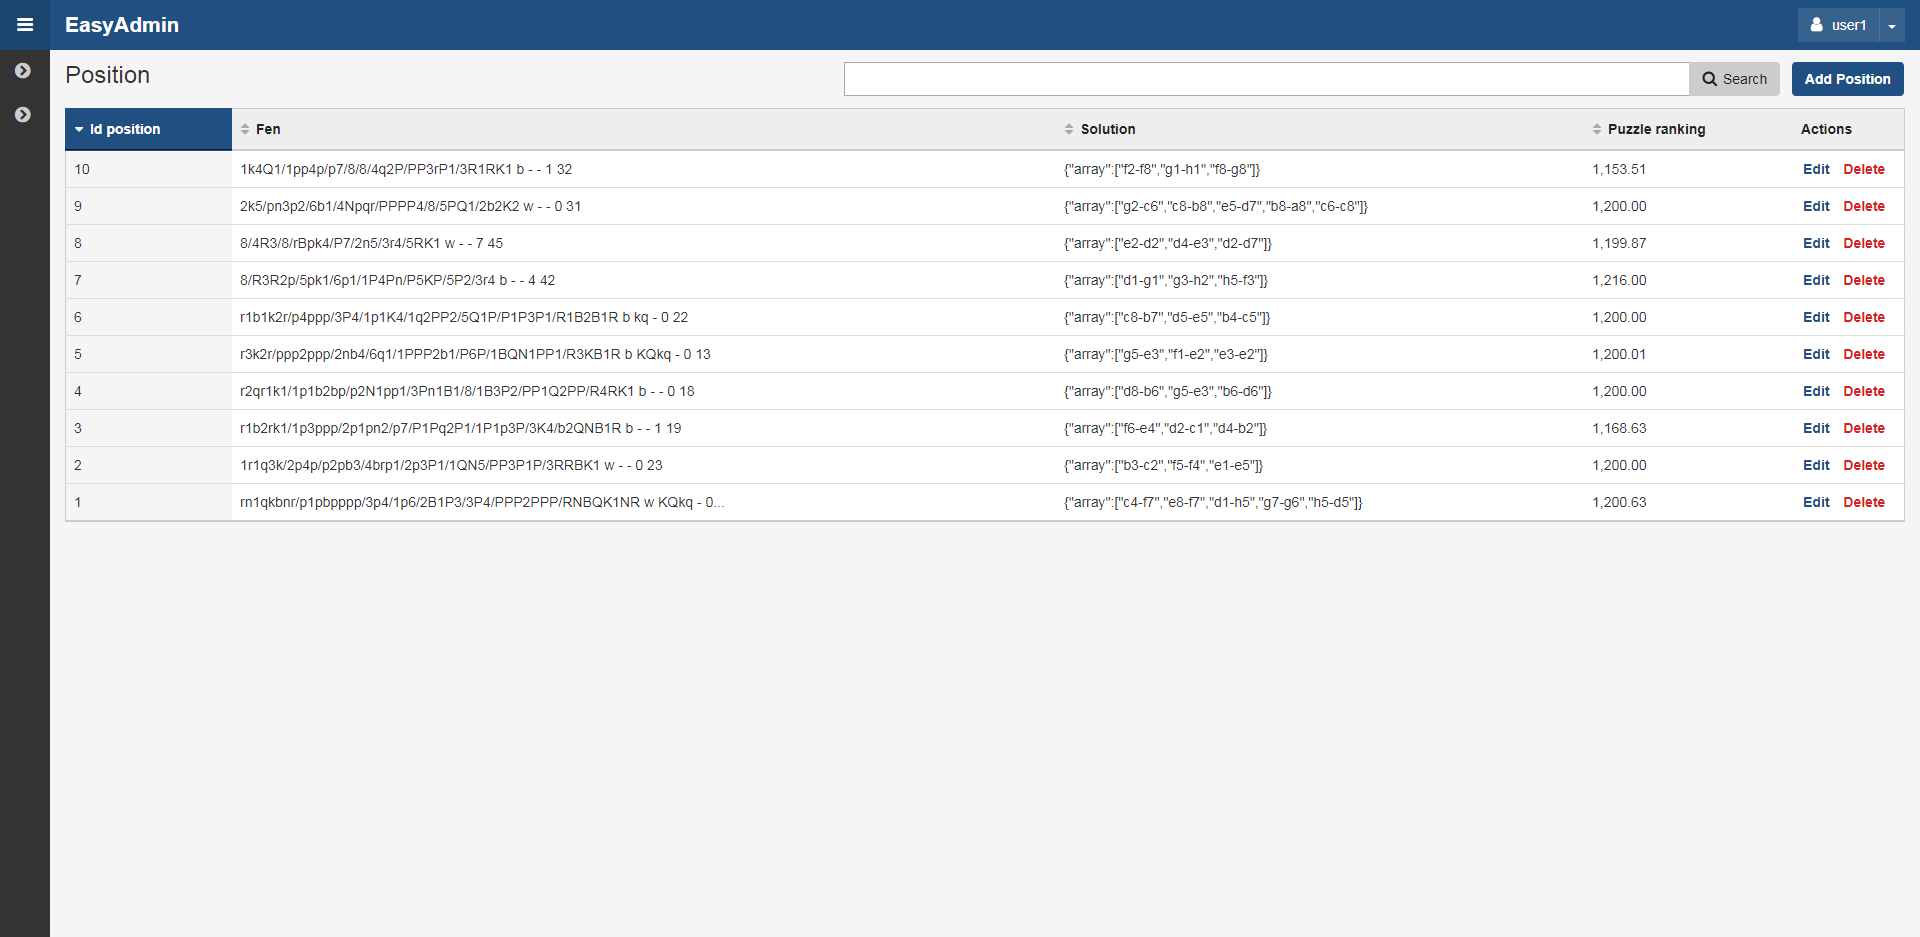 EasyAdmin user1
Position Search Add Position
Id position Fen Solution Puzzle ranking Actions
10 1k4Q1/1pp4p/p7/8/8/4q2P/PP3rP1/3R1RK1 b - - 1 32 {"array":["f2-f8","g1-h1","f8-g8"]} 1,153.51 Edit Delete
9 2k5/pn3p2/6b1/4Npqr/PPPP4/8/5PQ1/2b2K2 w - - 0 31 {"array":["g2-c6","c8-b8","e5-d7","b8-a8","c6-c8"]} 1,200.00 Edit Delete
8 8/4R3/8/rBpk4/P7/2n5/3r4/5RK1 w - - 7 45 {"array":["e2-d2","d4-e3","d2-d7"]} 1,199.87 Edit Delete
7 8/R3R2p/5pk1/6p1/1P4Pn/P5KP/5P2/3r4 b - - 4 42 {"array":["d1-g1","g3-h2","h5-f3"]} 1,216.00 Edit Delete
6 r1b1k2r/p4ppp/3P4/1p1K4/1q2PP2/5Q1P/P1P3P1/R1B2B1R b kq - 0 22 {"array":["c8-b7","d5-e5","b4-c5"]} 1,200.00 Edit Delete
5 r3k2r/ppp2ppp/2nb4/6q1/1PPP2b1/P6P/1BQN1PP1/R3KB1R b KQkq - 0 13 {"array":["g5-e3","f1-e2","e3-e2"]} 1,200.01 Edit Delete
4 r2qr1k1/1p1b2bp/p2N1pp1/3Pn1B1/8/1B3P2/PP1Q2PP/R4RK1 b - - 0 18 {"array":["d8-b6","g5-e3","b6-d6"]} 1,200.00 Edit Delete
3 r1b2rk1/1p3ppp/2p1pn2/p7/P1Pq2P1/1P1p3P/3K4/b2QNB1R b - - 1 19 {"array":["f6-e4","d2-c1","d4-b2"]} 1,168.63 Edit Delete
2 1r1q3k/2p4p/p2pb3/4brp1/2p3P1/1QN5/PP3P1P/3RRBK1 w - - 0 23 {"array":["b3-c2","f5-f4","e1-e5"]} 1,200.00 Edit Delete
1 rn1qkbnr/p1pbpppp/3p4/1p6/2B1P3/3P4/PPP2PPP/RNBQK1NR w KQkq - 0... {"array":["c4-f7","e8-f7","d1-h5","g7-g6","h5-d5"]} 1,200.63 Edit Delete